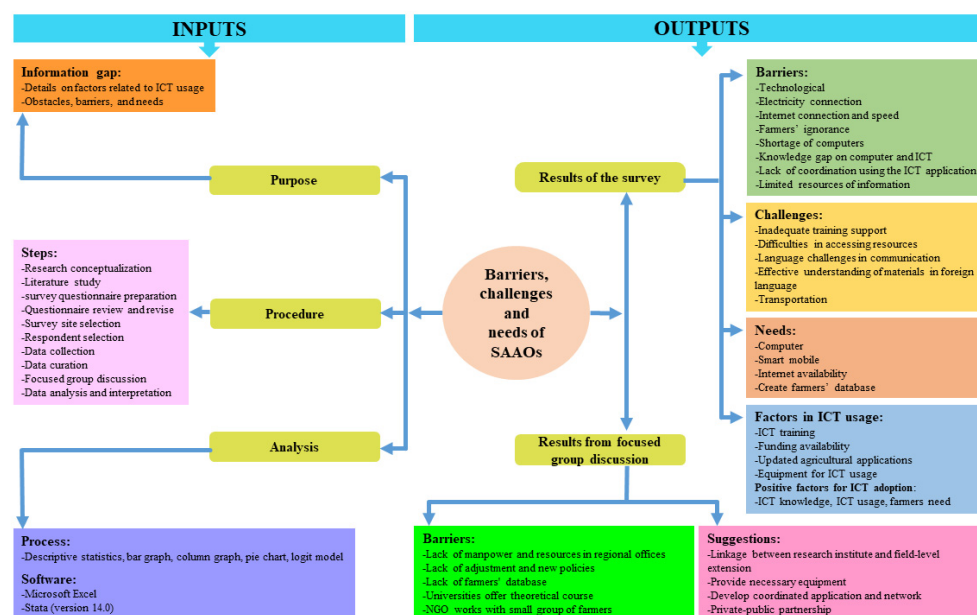 INPUTS
OUTPUTS
Information gap:
-Details on factors related to ICT usage
-Obstacles, barriers, and needs
Purpose
Steps:
-Research conceptualization
-Literature study
-survey questionnaire preparation
-Questionnaire review and revise
-Survey site selection
-Respondent selection
-Data collection
-Data curation
-Focused group discussion
-Data analysis and interpretation
Procedure
Analysis
Process:
-Descriptive statistics, bar graph, column graph, pie chart, logit model
Software:
-Microsoft Excel
-Stata (version 14.0)
Barriers,
challenges
and
needs of
SAAOs
Results of the survey
Barriers:
-Technological
-Electricity connection
-Internet connection and speed
-Farmers' ignorance
-Shortage of computers
-Knowledge gap on computer and ICT
-Lack of coordination using the ICT application
-Limited resources of information
Challenges:
-Inadequate training support
-Difficulties in accessing resources
-Language challenges in communication
-Effective understanding of materials in foreign
language
-Transportation
Needs:
-Computer
-Smart mobile
-Internet availability
-Create farmers' database
Factors in ICT usage:
-ICT training
-Funding availability
-Updated agricultural applications
-Equipment for ICT usage
Positive factors for ICT adoption:
-ICT knowledge, ICT usage, farmers need
Results from focused
group discussion
Barriers:
-Lack of manpower and resources in regional offices
-Lack of adjustment and new policies
-Lack of farmers' database
-Universities offer theoretical course
-NGO works with small group of farmers
Suggestions:
-Linkage between research institute and field-level
extension
-Provide necessary equipment
-Develop coordinated application and network
-Private-public partnership